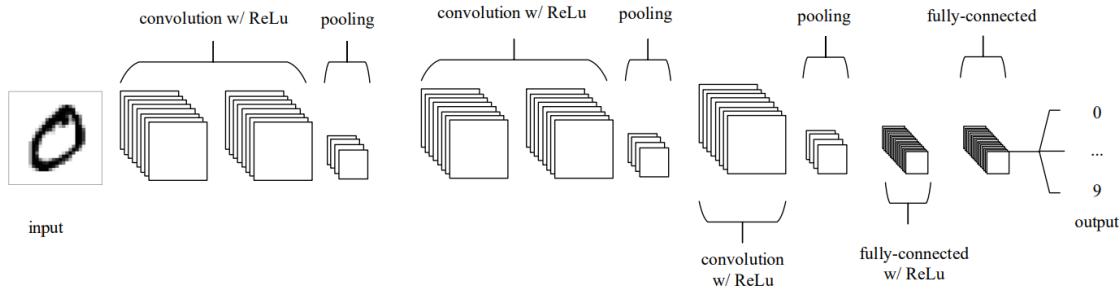 convolution w/ ReLu
pooling
convolution w/ ReLu
pooling
pooling
fully-connected
input
0
...
9
output
convolution
w/ ReLu
fully-connected
w/ ReLu